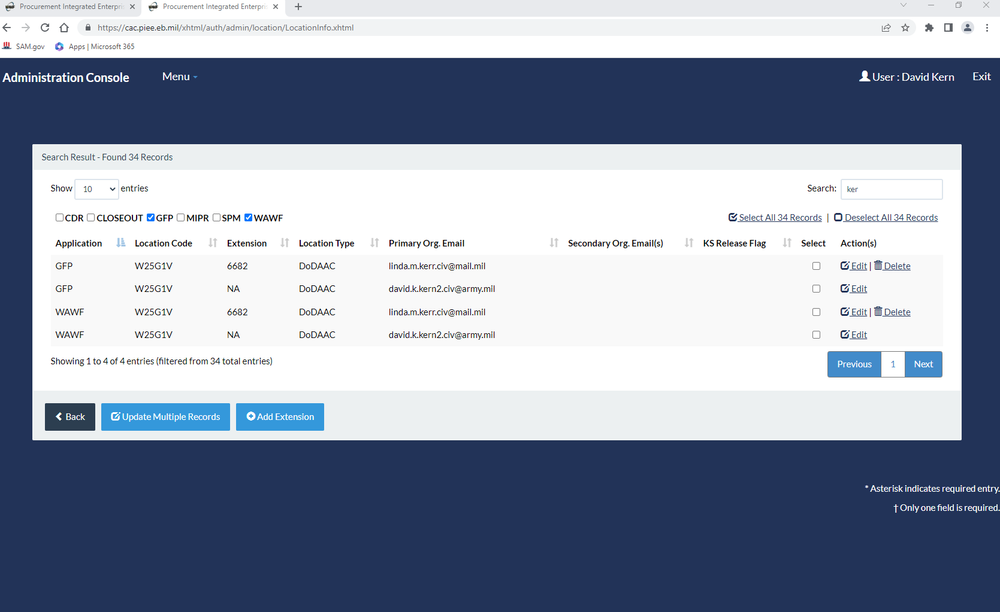 Procurement Integrated Enterpris
Procurement Integrated Enterpris
https://cac.piee.eb.mil/xhtml/auth/admin/location/LocationInfo.xhtml
SAM.gov
Apps | Microsoft 365
Administration Console Menu User : David Kern Exit
Search Result - Found 34 Records
Show 10 entries Search: ker
CDR CLOSEOUT GFP MIPR SPM WAWF Select All 34 Records | Deselect All 34 Records
Application Location Code Extension Location Type Primary Org. Email Secondary Org. Email(s) KS Release Flag Select Action(s)
GFP W25G1V 6682 DoDAAC linda.m.kerr.civ@mail.mil Edit | Delete
GFP W25G1V NA DoDAAC david.k.kern2.civ@army.mil Edit
WAWF W25G1V 6682 DoDAAC linda.m.kerr.civ@mail.mil Edit | Delete
WAWF W25G1V NA DoDAAC david.k.kern2.civ@army.mil Edit
Showing 1 to 4 of 4 entries (filtered from 34 total entries) Previous 1 Next
Back Update Multiple Records Add Extension
* Asterisk indicates required entry.
† Only one field is required.